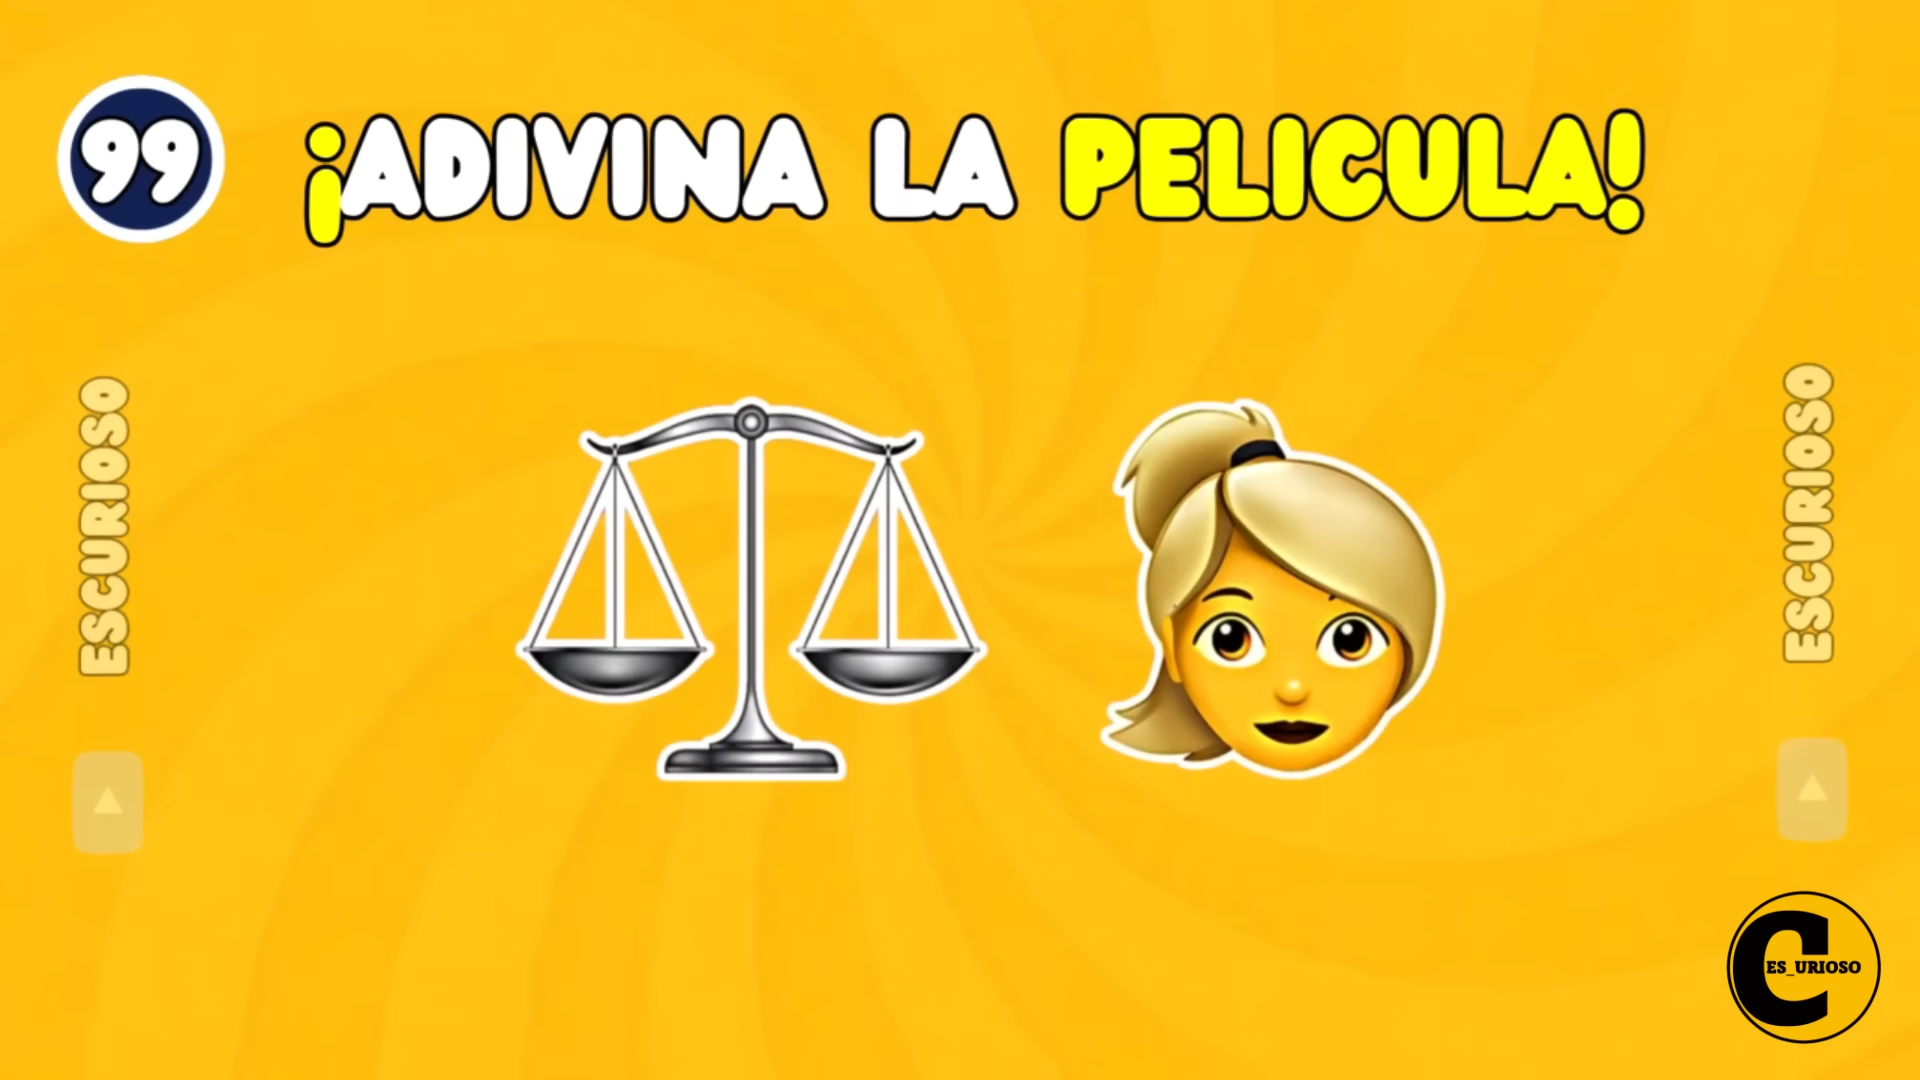 99
¡ADIVINA LA PELICULA!
ESCURIOSO
ESCURIOSO
C
ES_URIOSO